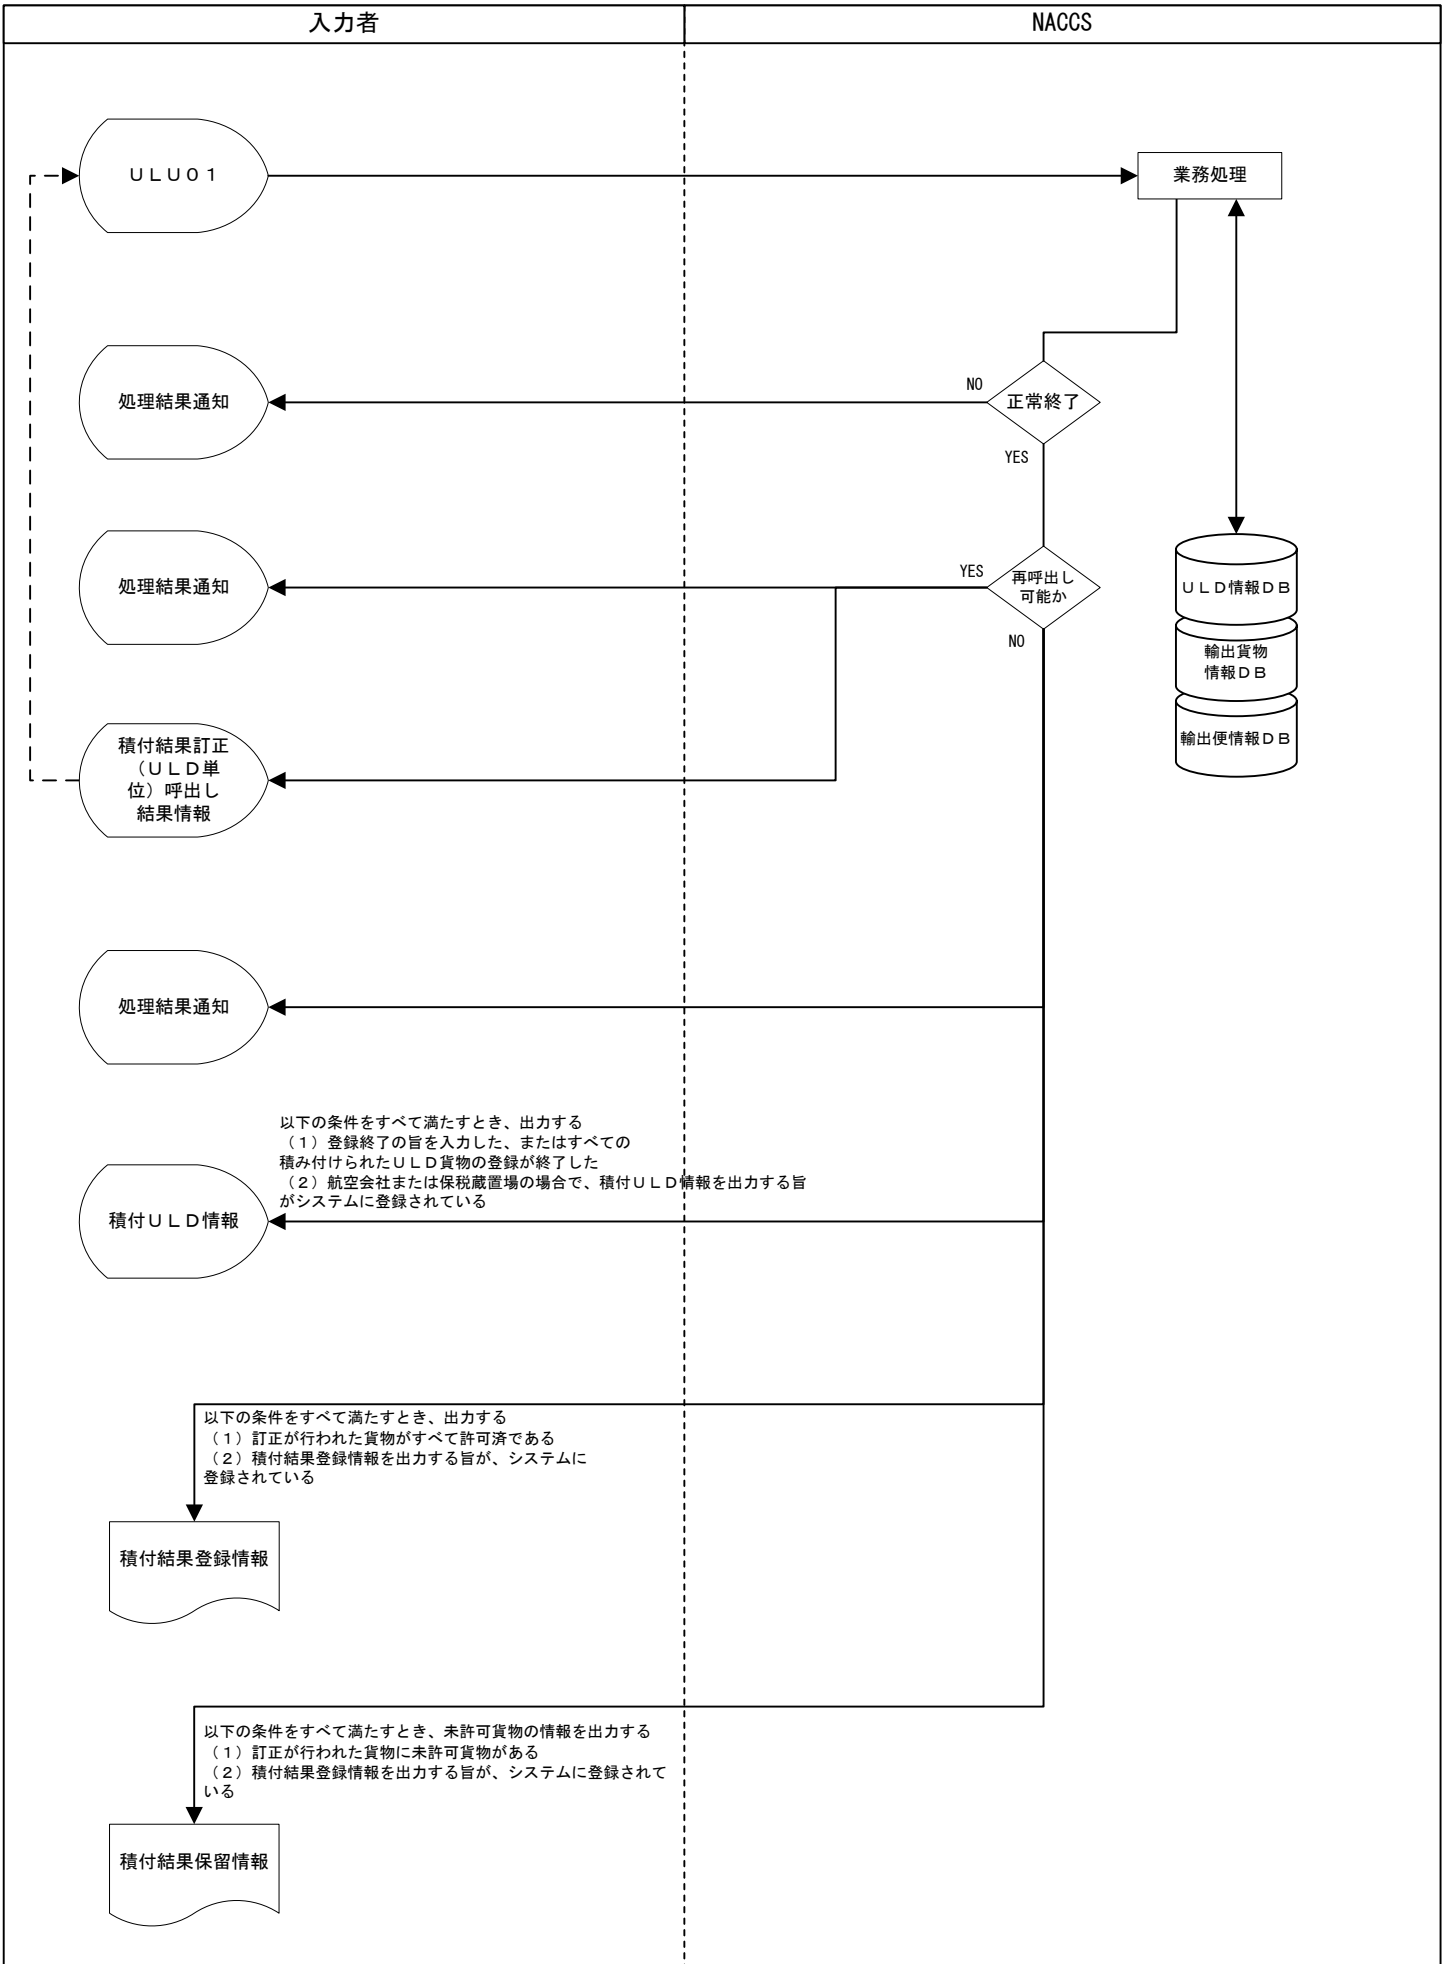 入力者
NACCS
ＵＬＵ０１
業務処理
処理結果通知
NO
正常終了
YES
処理結果通知
YES
再呼出し
可能か
NO
ＵＬＤ情報ＤＢ
輸出貨物
情報ＤＢ
輸出便情報ＤＢ
積付結果訂正
（ＵＬＤ単
位）呼出し
結果情報
処理結果通知
以下の条件をすべて満たすとき、出力する
（１）登録終了の旨を入力した、またはすべての
積み付けられたＵＬＤ貨物の登録が終了した
（２）航空会社または保税蔵置場の場合で、積付ＵＬＤ情報を出力する旨
がシステムに登録されている
積付ＵＬＤ情報
以下の条件をすべて満たすとき、出力する
（１）訂正が行われた貨物がすべて許可済である
（２）積付結果登録情報を出力する旨が、システムに
登録されている
積付結果登録情報
以下の条件をすべて満たすとき、未許可貨物の情報を出力する
（１）訂正が行われた貨物に未許可貨物がある
（２）積付結果登録情報を出力する旨が、システムに登録されて
いる
積付結果保留情報